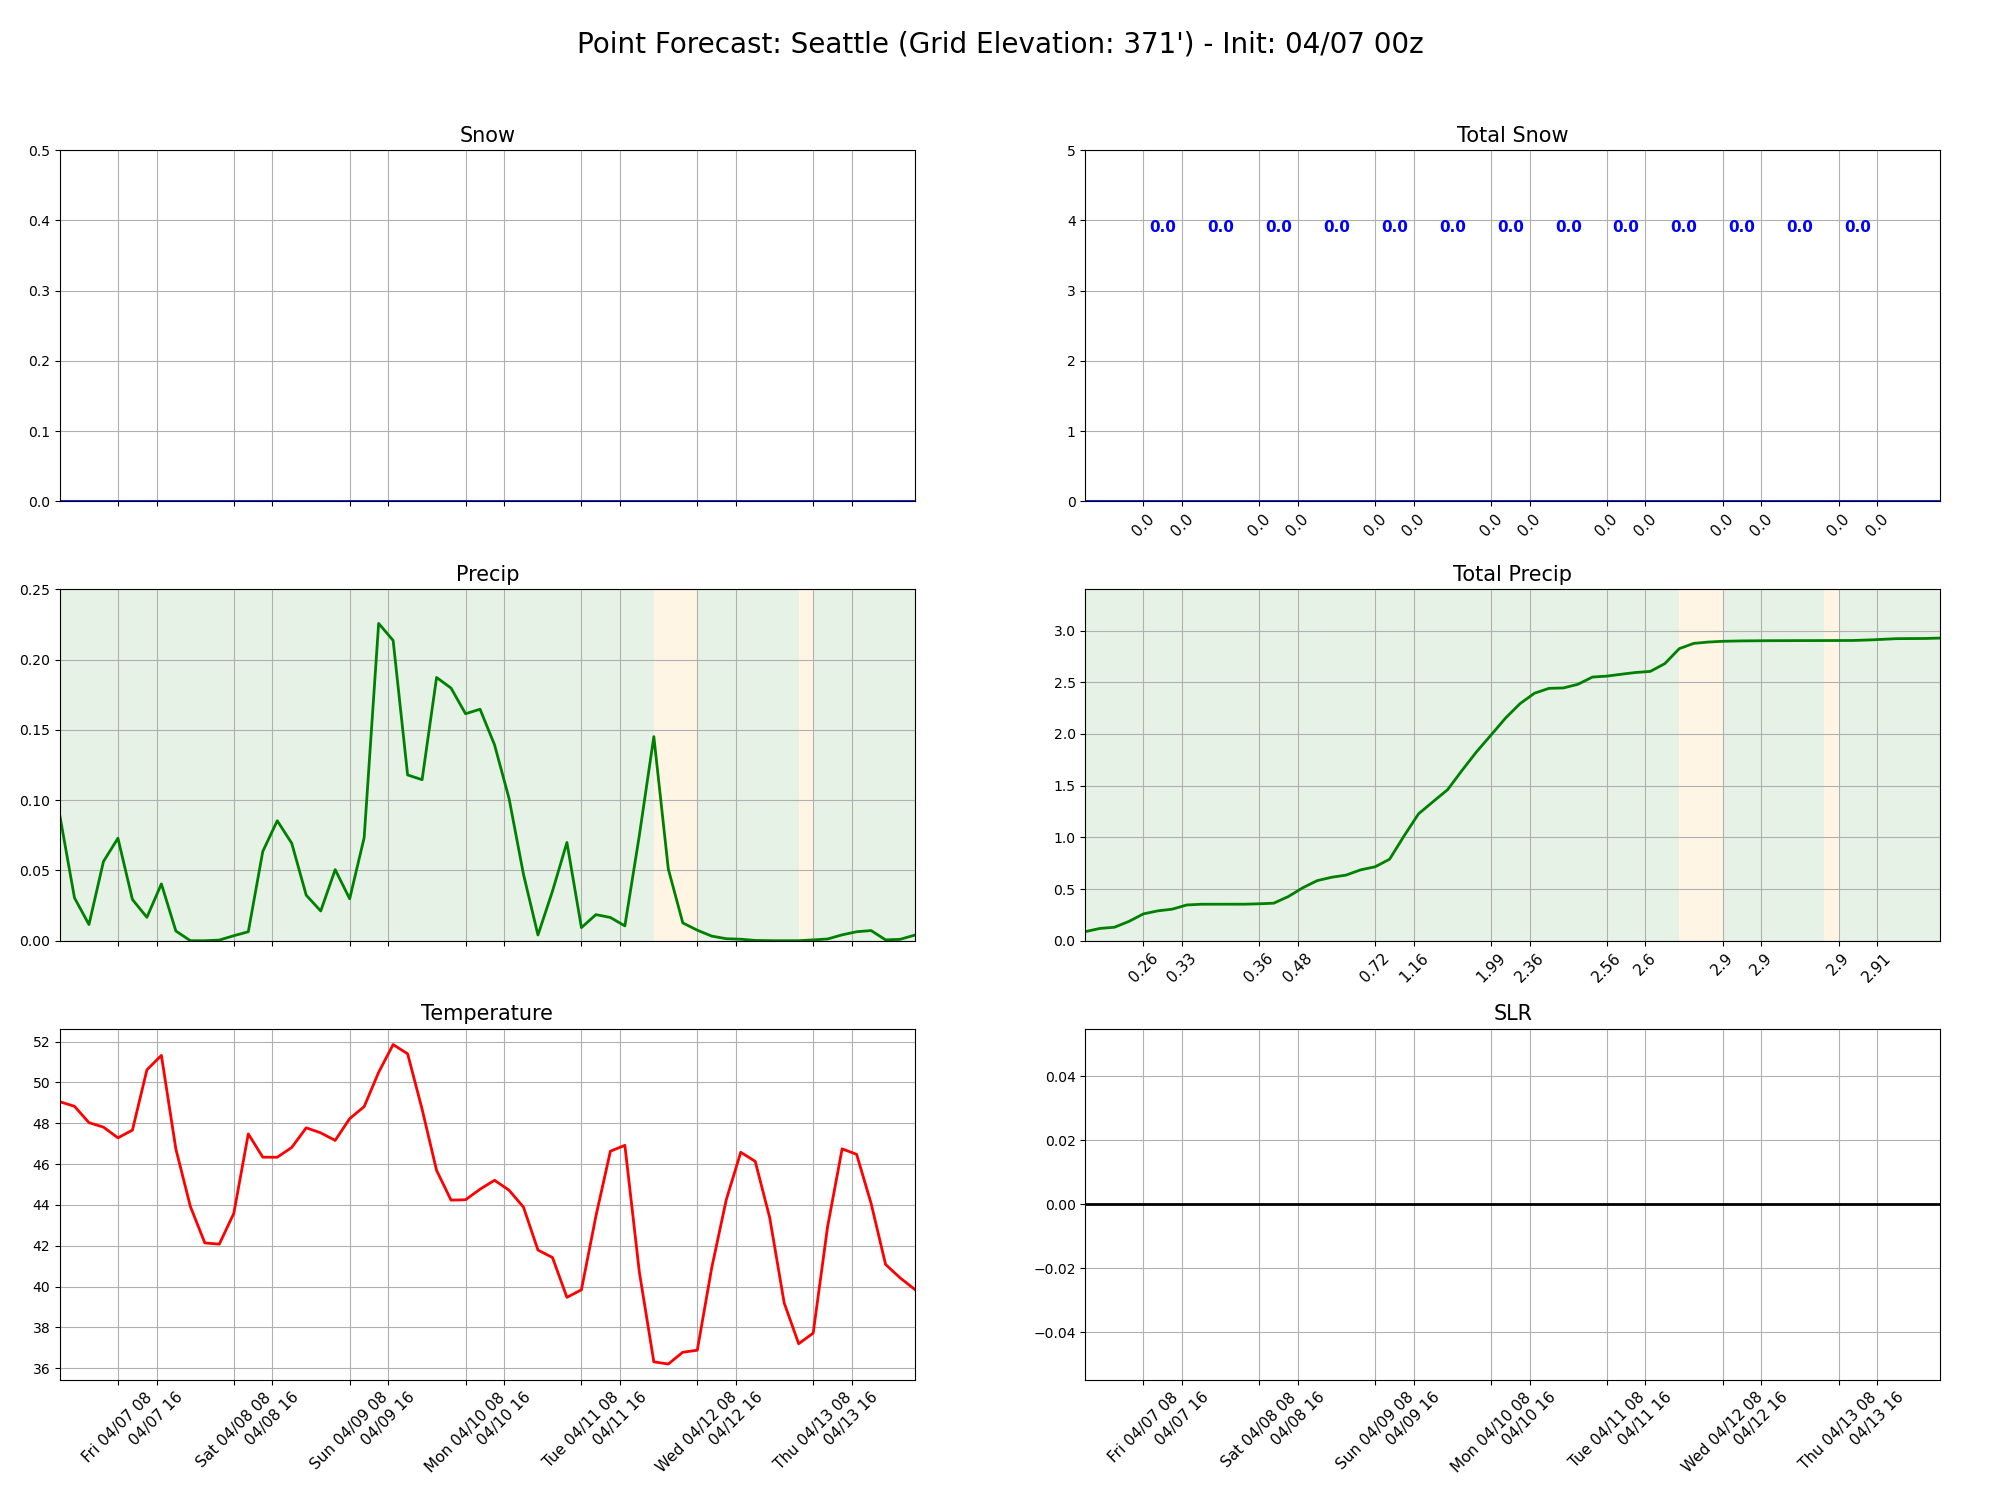 Point Forecast: Seattle (Grid Elevation: 371') - Init: 04/07 00z
Snow
0.5
0.4
0.3
0.2
0.1
0.0
Total Snow
5
4
3
2
1
0
0.0 0.0 0.0 0.0 0.0 0.0 0.0 0.0 0.0 0.0 0.0 0.0 0.0
0.0 0.0 0.0 0.0 0.0 0.0 0.0 0.0 0.0 0.0 0.0 0.0 0.0 0.0
Precip
0.25
0.20
0.15
0.10
0.05
0.00
Total Precip
3.0
2.5
2.0
1.5
1.0
0.5
0.0
0.26 0.33 0.36 0.48 0.72 1.16 1.99 2.36 2.56 2.6 2.9 2.9 2.9 2.91
Temperature
52
50
48
46
44
42
40
38
36
Fri 04/07 08
04/07 16
Sat 04/08 08
04/08 16
Sun 04/09 08
04/09 16
Mon 04/10 08
04/10 16
Tue 04/11 08
04/11 16
Wed 04/12 08
04/12 16
Thu 04/13 08
04/13 16
SLR
0.04
0.02
0.00
−0.02
−0.04
Fri 04/07 08
04/07 16
Sat 04/08 08
04/08 16
Sun 04/09 08
04/09 16
Mon 04/10 08
04/10 16
Tue 04/11 08
04/11 16
Wed 04/12 08
04/12 16
Thu 04/13 08
04/13 16